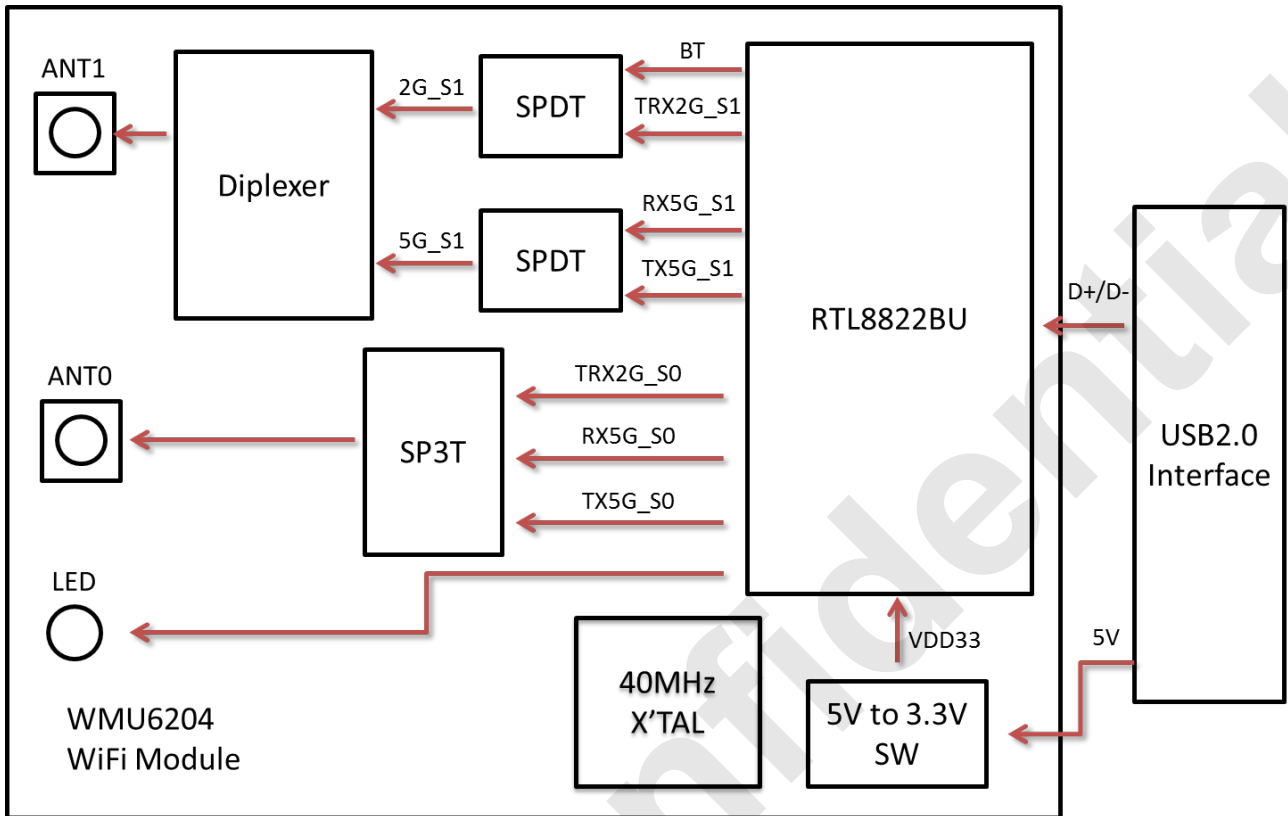 ANT1
Diplexer
2G_S1
5G_S1
SPDT
SPDT
BT
TRX2G_S1
RX5G_S1
TX5G_S1
RTL8822BU
D+/D-
USB2.0
Interface
5V
ANT0
SP3T
TRX2G_S0
RX5G_S0
TX5G_S0
LED
WMU6204
WiFi Module
40MHz
X'TAL
VDD33
5V to 3.3V
SW
nfidential